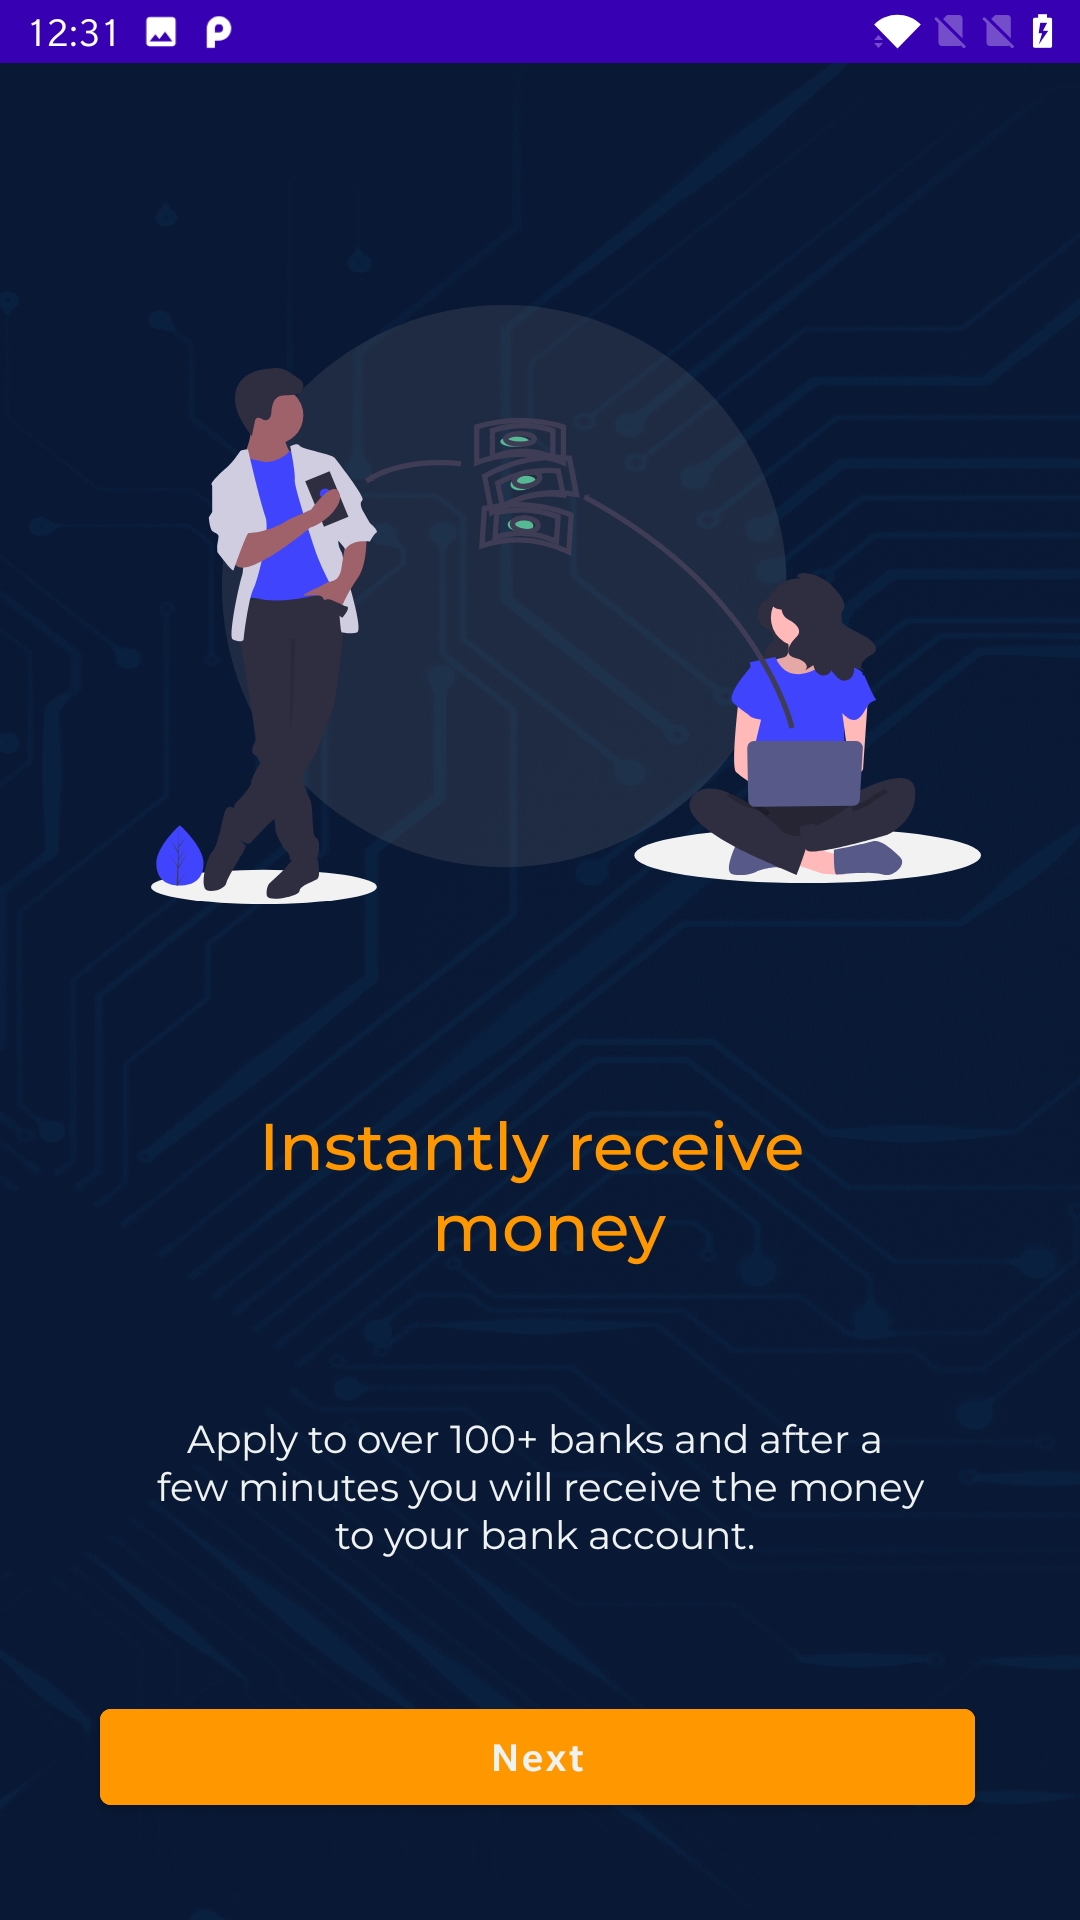 12:31
Instantly receive
money
Apply to over 100+ banks and after a
few minutes you will receive the money
to your bank account.
Next